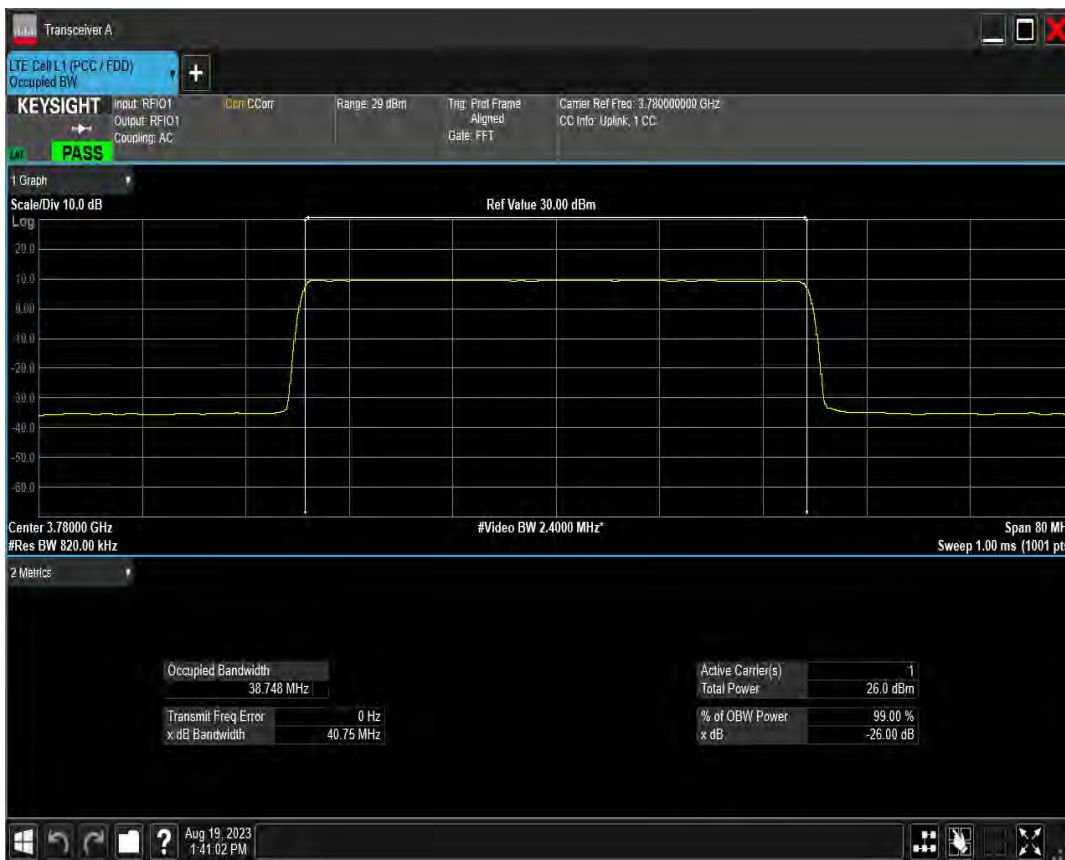 Transceiver A
LTE Cell L1 (PCC / FDD)
Occupied BW
+
KEYSIGHT
Input: RFIO1
Output: RFIO1
Coupling: AC
Corr CCorr
Range: 29 dBm
Trig: Prot Frame
Aligned
Gate: FFT
Carrier Ref Freq: 3.780000000 GHz
CC Info: Uplink, 1 CC
PASS
1 Graph
Scale/Div 10.0 dB
Ref Value 30.00 dBm
Log
20.0
10.0
0.00
-10.0
-20.0
-30.0
-40.0
-50.0
-60.0
Center 3.78000 GHz
#Video BW 2.4000 MHz*
Span 80 MH
#Res BW 820.00 kHz
Sweep 1.00 ms (1001 pts
2 Metrics
Occupied Bandwidth
38.748 MHz
Transmit Freq Error 0 Hz
x dB Bandwidth 40.75 MHz
Active Carrier(s) 1
Total Power 26.0 dBm
% of OBW Power 99.00 %
x dB -26.00 dB
?
Aug 19, 2023
1:41:02 PM